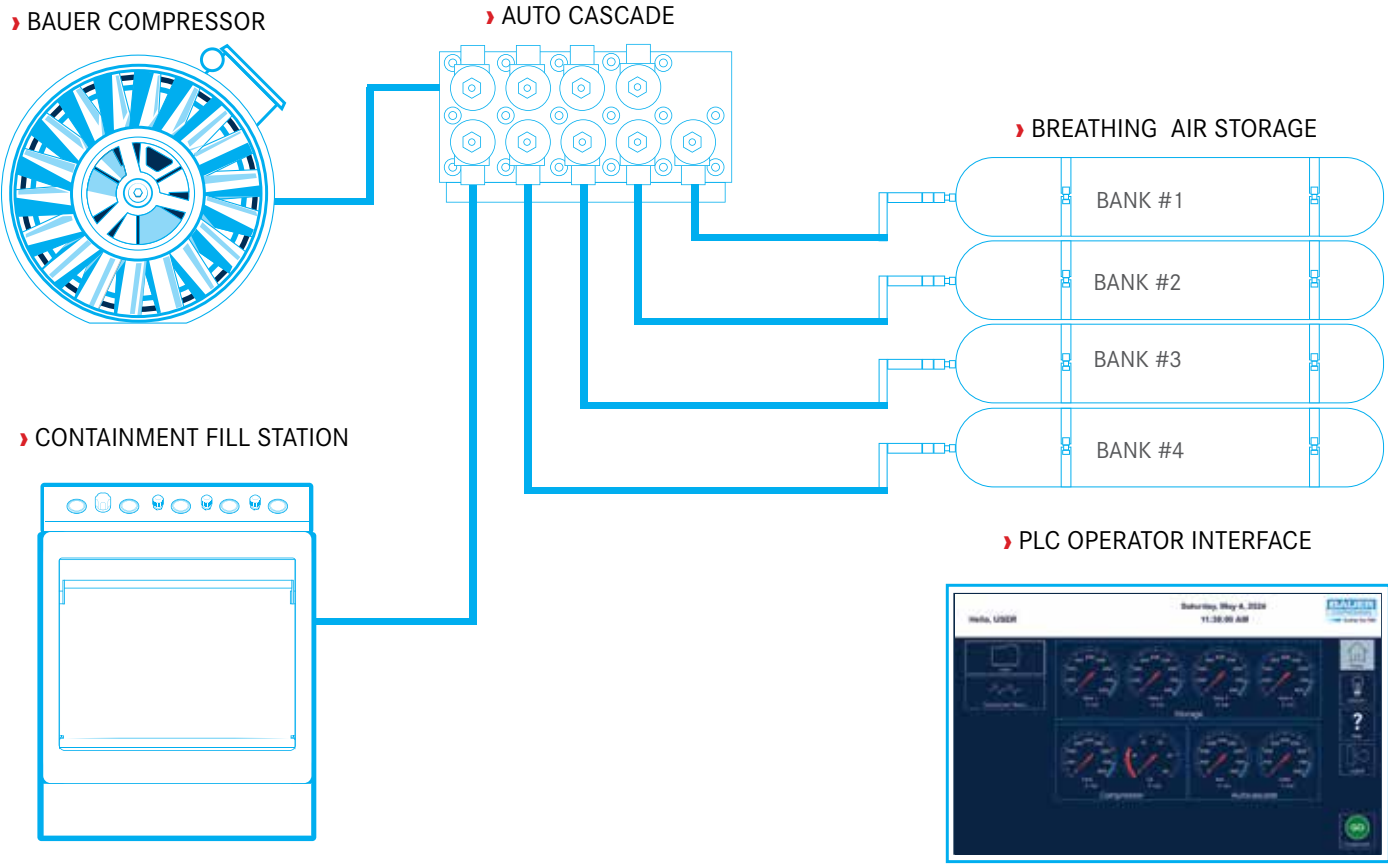 BAUER COMPRESSOR
AUTO CASCADE
BREATHING AIR STORAGE
BANK #1
BANK #2
BANK #3
BANK #4
CONTAINMENT FILL STATION
PLC OPERATOR INTERFACE
Hello, USER
Saturday, May 4, 2024
11:38:00 AM
BAUER
Storage
Compressor
Autocascade
?
GO